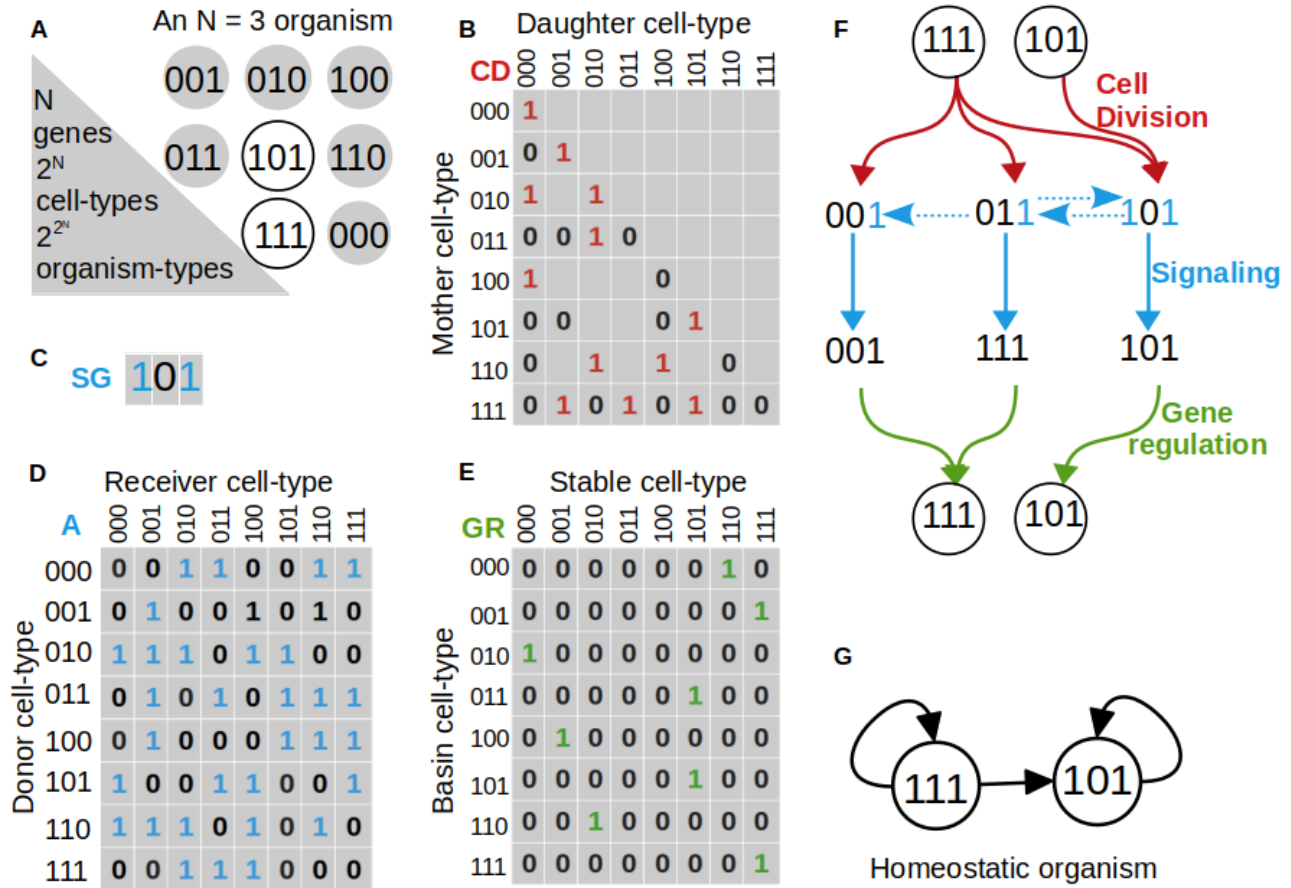 A
An N = 3 organism
001 010 100
011 101 110
111 000
N
genes
2^N
cell-types
2^2^N
organism-types
B
Daughter cell-type
CD
000 001 010 011 100 101 110 111
Mother cell-type
000 1
001 0 1
010 1 1
011 0 0 1 0
100 1 0
101 0 0 0 1
110 0 1 1 0
111 0 1 0 1 0 1 0 0
C
SG 101
D
Receiver cell-type
A
000 001 010 011 100 101 110 111
Donor cell-type
000 0 0 1 1 0 0 1 1
001 0 1 0 0 1 0 1 0
010 1 1 1 0 1 1 0 0
011 0 1 0 1 0 1 1 1
100 0 1 0 0 0 1 1 1
101 1 0 0 1 1 0 0 1
110 1 1 1 0 1 0 1 0
111 0 0 1 1 1 0 0 0
E
Stable cell-type
GR
000 001 010 011 100 101 110 111
Basin cell-type
000 0 0 0 0 0 0 1 0
001 0 0 0 0 0 0 0 1
010 1 0 0 0 0 0 0 0
011 0 0 0 0 0 1 0 0
100 0 1 0 0 0 0 0 0
101 0 0 0 0 0 1 0 0
110 0 0 1 0 0 0 0 0
111 0 0 0 0 0 0 0 1
F
111 101
Cell
Division
001 011 101
Signaling
001 111 101
Gene
regulation
111 101
G
111 101
Homeostatic organism